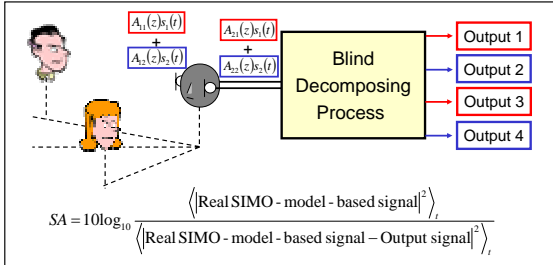 A₁₁(z)s₁(t)
+
A₁₂(z)s₂(t)
A₂₁(z)s₁(t)
+
A₂₂(z)s₂(t)
Blind
Decomposing
Process
Output 1
Output 2
Output 3
Output 4
SA = 10log₁₀ ⟨|Real SIMO - model - based signal|²⟩ₜ
⟨|Real SIMO - model - based signal – Output signal|²⟩ₜ